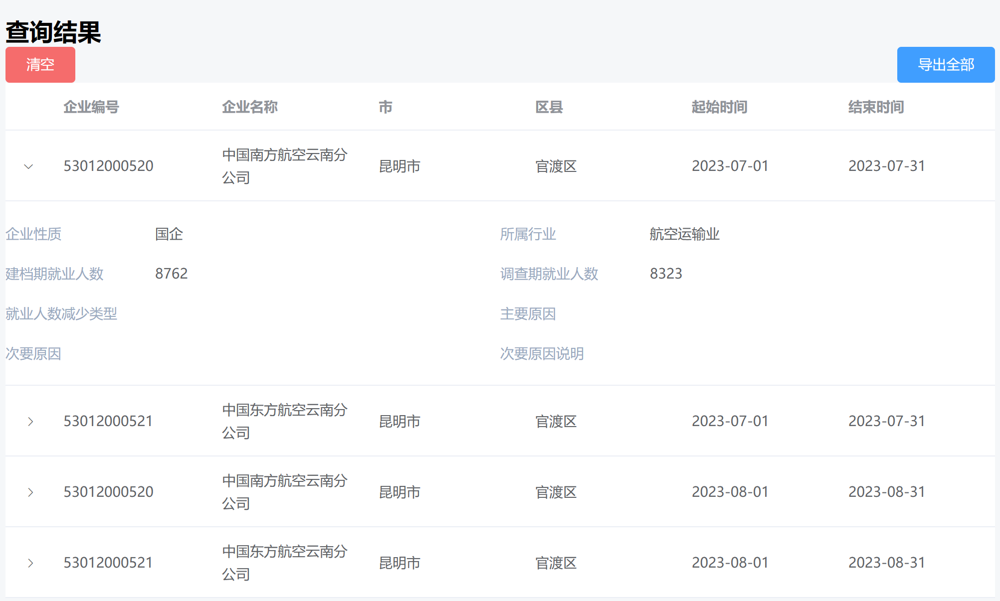 查询结果
清空
导出全部
企业编号 企业名称 市 区县 起始时间 结束时间
53012000520 中国南方航空云南分公司 昆明市 官渡区 2023-07-01 2023-07-31
企业性质 国企 所属行业 航空运输业
建档期就业人数 8762 调查期就业人数 8323
就业人数减少类型 主要原因
次要原因 次要原因说明
53012000521 中国东方航空云南分公司 昆明市 官渡区 2023-07-01 2023-07-31
53012000520 中国南方航空云南分公司 昆明市 官渡区 2023-08-01 2023-08-31
53012000521 中国东方航空云南分公司 昆明市 官渡区 2023-08-01 2023-08-31